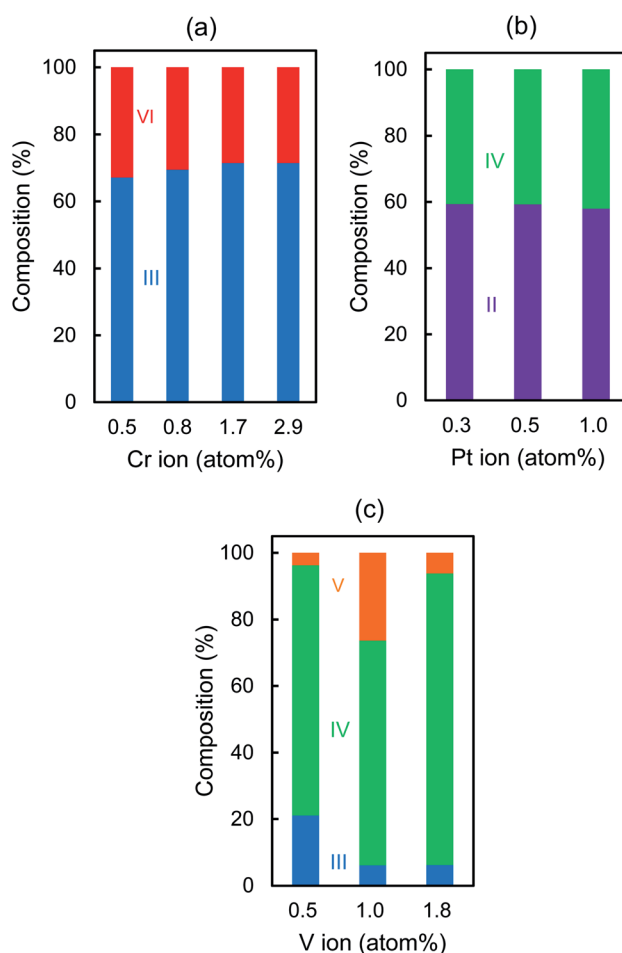 (a)
100
80
60
40
20
0
Composition (%)
VI
III
0.5 0.8 1.7 2.9
Cr ion (atom%)
(b)
100
80
60
40
20
0
Composition (%)
IV
II
0.3 0.5 1.0
Pt ion (atom%)
(c)
100
80
60
40
20
0
Composition (%)
V
IV
III
0.5 1.0 1.8
V ion (atom%)